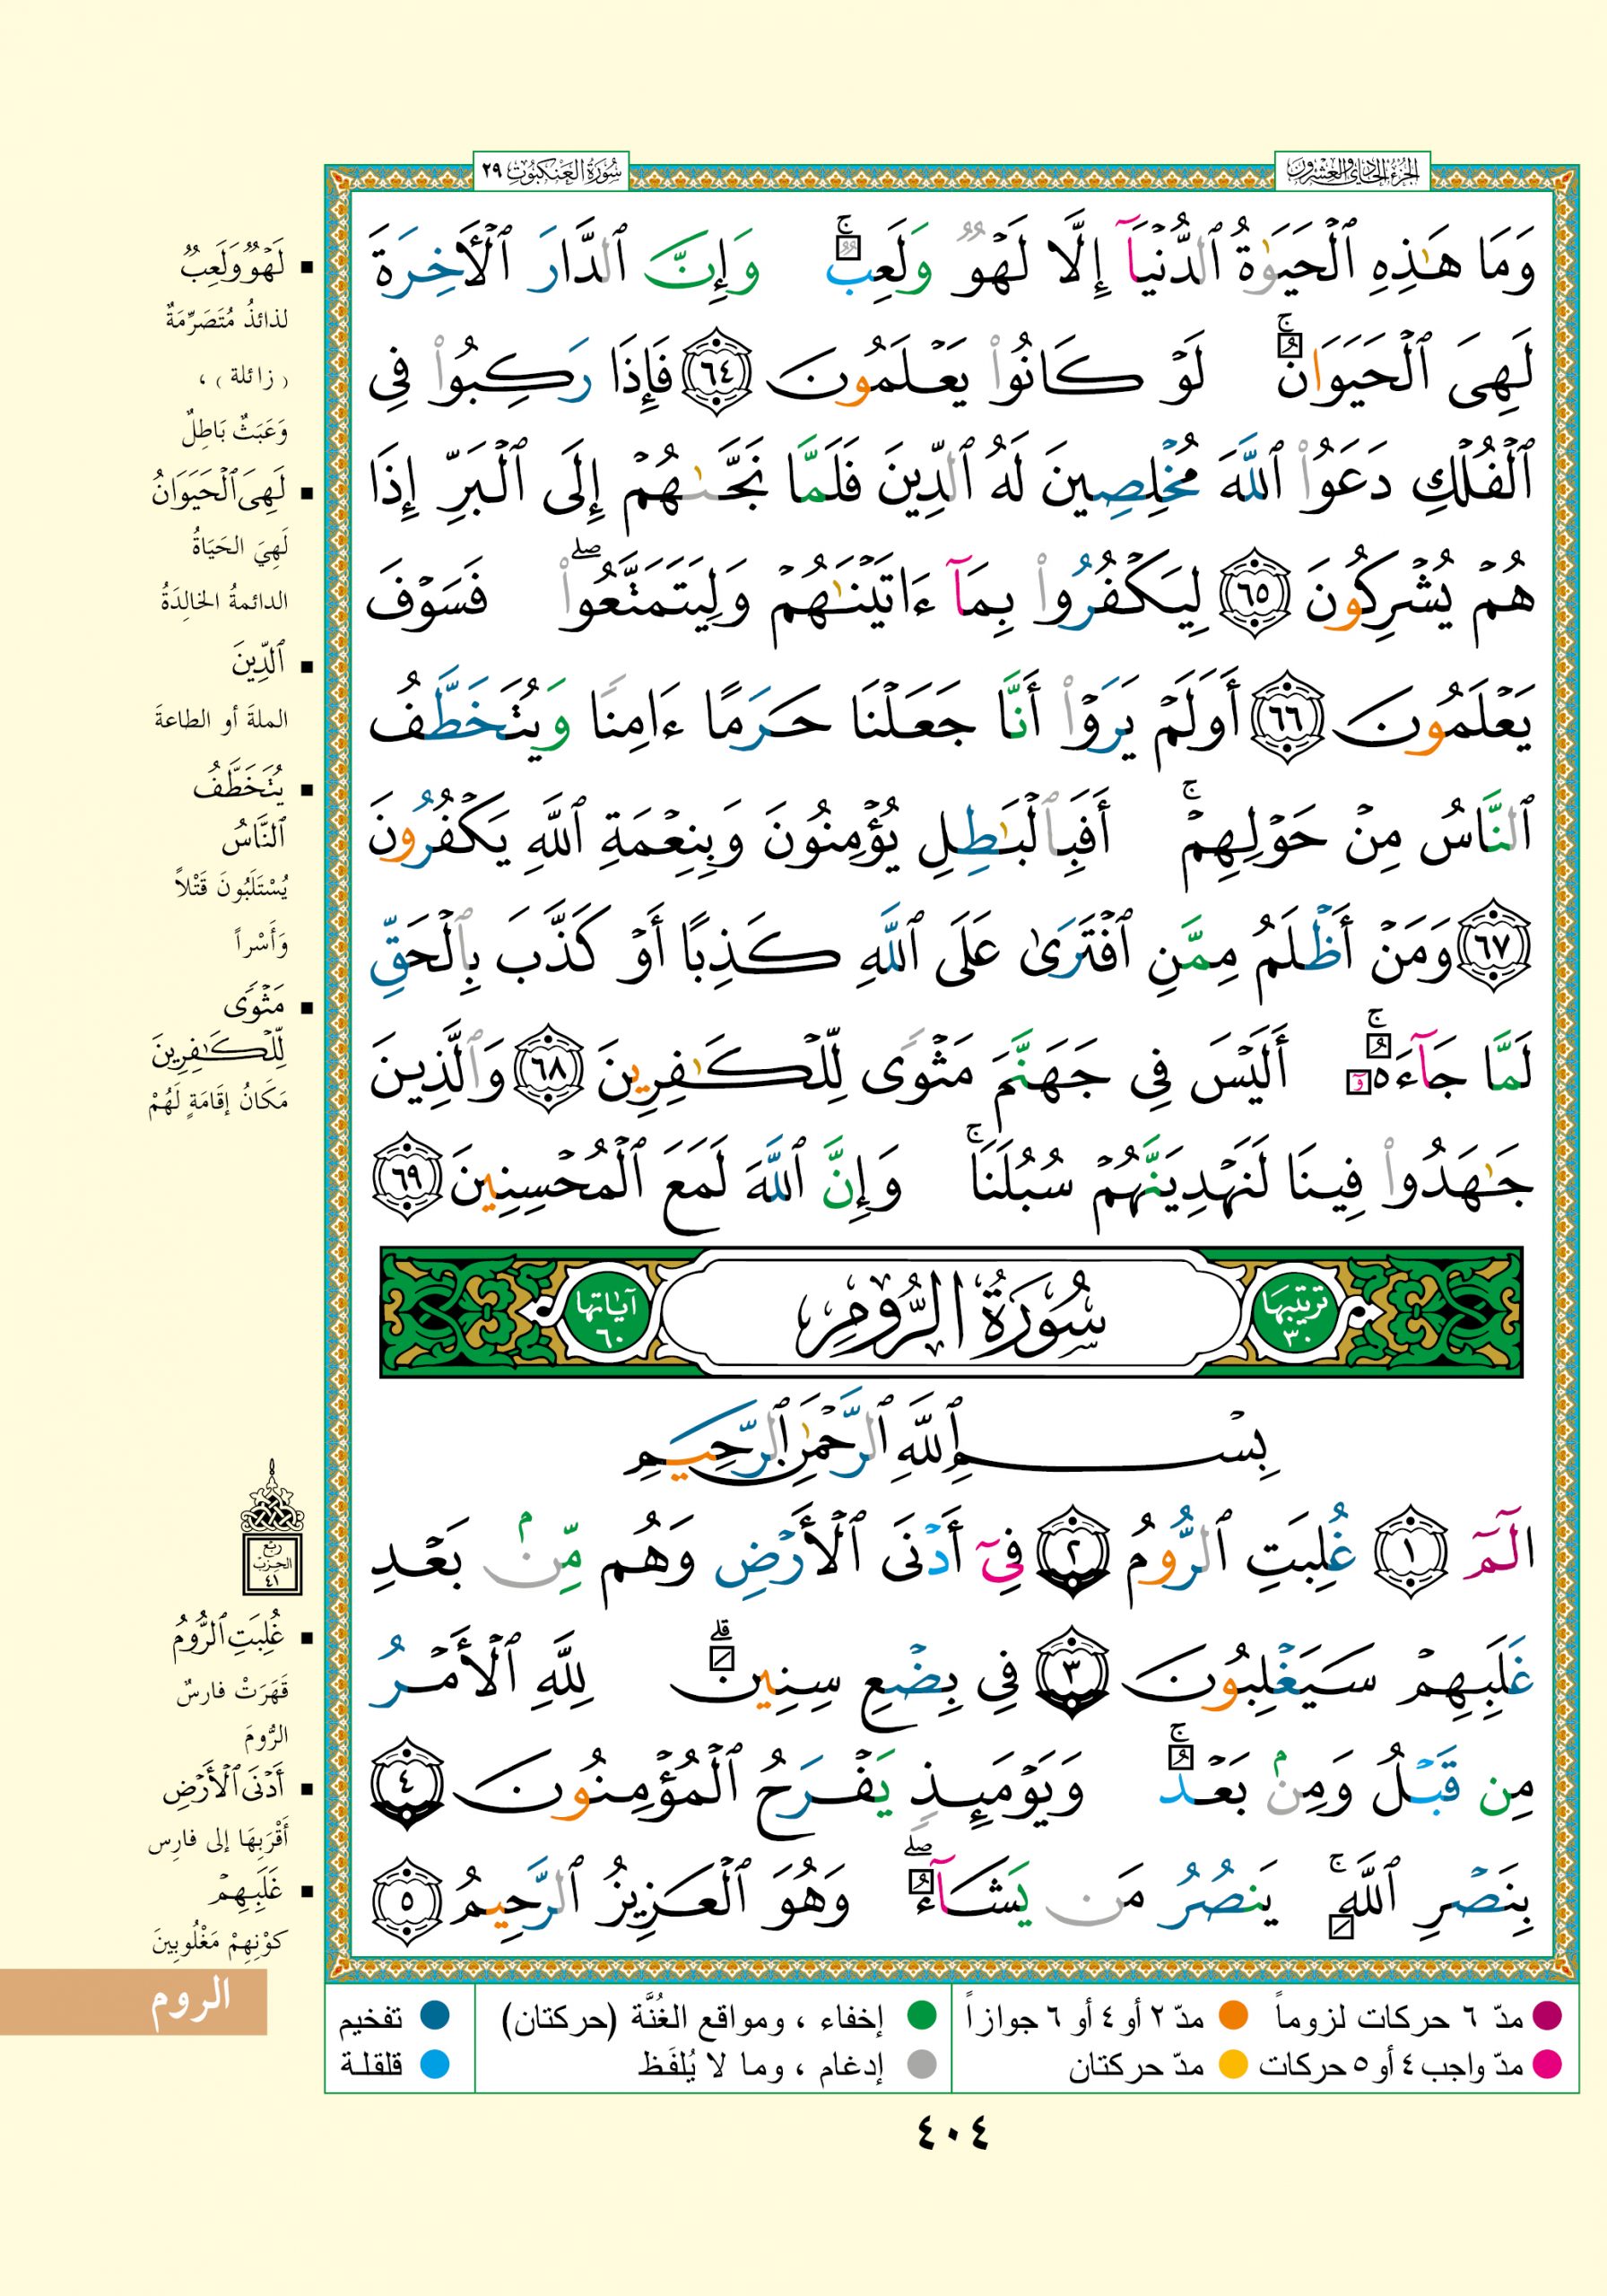 الجزء الحادي والعشرون
سورة العنكبوت ٢٩
وَمَا هَٰذِهِ ٱلْحَيَوٰةُ ٱلدُّنْيَآ إِلَّا لَهْوٌ وَلَعِبٌ ۚ وَإِنَّ ٱلدَّارَ ٱلْأَخِرَةَ
لَهِىَ ٱلْحَيَوَانُ ۚ لَوْ كَانُوا۟ يَعْلَمُونَ ٦٤ فَإِذَا رَكِبُوا۟ فِى
ٱلْفُلْكِ دَعَوُا۟ ٱللَّهَ مُخْلِصِينَ لَهُ ٱلدِّينَ فَلَمَّا نَجَّىٰهُمْ إِلَى ٱلْبَرِّ إِذَا
هُمْ يُشْرِكُونَ ٦٥ لِيَكْفُرُوا۟ بِمَآ ءَاتَيْنَٰهُمْ وَلِيَتَمَتَّعُوا۟ ۖ فَسَوْفَ
يَعْلَمُونَ ٦٦ أَوَلَمْ يَرَوْا۟ أَنَّا جَعَلْنَا حَرَمًا ءَامِنًا وَيُتَخَطَّفُ
ٱلنَّاسُ مِنْ حَوْلِهِمْ ۚ أَفَبِٱلْبَٰطِلِ يُؤْمِنُونَ وَبِنِعْمَةِ ٱللَّهِ يَكْفُرُونَ
٦٧ وَمَنْ أَظْلَمُ مِمَّنِ ٱفْتَرَىٰ عَلَى ٱللَّهِ كَذِبًا أَوْ كَذَّبَ بِٱلْحَقِّ
لَمَّا جَآءَهُۥٓ ۚ أَلَيْسَ فِى جَهَنَّمَ مَثْوًى لِّلْكَٰفِرِينَ ٦٨ وَٱلَّذِينَ
جَٰهَدُوا۟ فِينَا لَنَهْدِيَنَّهُمْ سُبُلَنَا ۚ وَإِنَّ ٱللَّهَ لَمَعَ ٱلْمُحْسِنِينَ ٦٩
ترتيبها ٣٠ سُورَةُ الرُّومِ آياتها ٦٠
بِسْمِ ٱللَّهِ ٱلرَّحْمَٰنِ ٱلرَّحِيمِ
الٓمٓ ١ غُلِبَتِ ٱلرُّومُ ٢ فِىٓ أَدْنَى ٱلْأَرْضِ وَهُم مِّنۢ بَعْدِ
غَلَبِهِمْ سَيَغْلِبُونَ ٣ فِى بِضْعِ سِنِينَ ۗ لِلَّهِ ٱلْأَمْرُ
مِن قَبْلُ وَمِنۢ بَعْدُ ۚ وَيَوْمَئِذٍ يَفْرَحُ ٱلْمُؤْمِنُونَ ٤
بِنَصْرِ ٱللَّهِ ۚ يَنصُرُ مَن يَشَآءُ ۖ وَهُوَ ٱلْعَزِيزُ ٱلرَّحِيمُ ٥
لَهْوٌ وَلَعِبٌ
لذائذُ مُتَصَرِّمَةٌ
(زائلة)،
وَعَبَثٌ بَاطِلٌ
لَهِىَ ٱلْحَيَوَانُ
لَهِيَ الحَيَاةُ
الدائمةُ الخالِدَةُ
ٱلدِّينَ
الملةَ أو الطاعةَ
يُتَخَطَّفُ
ٱلنَّاسُ
يُسْتَلَبُونَ قَتْلاً
وَأَسْراً
مَثْوًى
لِّلْكَٰفِرِينَ
مَكَانُ إقَامَةٍ لَهُمْ
ربع
الحزب
٤١
غُلِبَتِ ٱلرُّومُ
قَهَرَتْ فارسٌ
الرُّومَ
أَدْنَى ٱلْأَرْضِ
أَقْرَبِهَا إلى فارِس
غَلَبِهِمْ
كَوْنِهِمْ مَغْلُوبِينَ
الروم
مدّ ٦ حركات لزوماً مدّ ٢ أو ٤ أو ٦ جوازاً إخفاء ، ومواقع الغُنَّة (حركتان) تفخيم
مدّ واجب ٤ أو ٥ حركات مدّ حركتان إدغام ، وما لا يُلفَظ قلقلة
٤٠٤